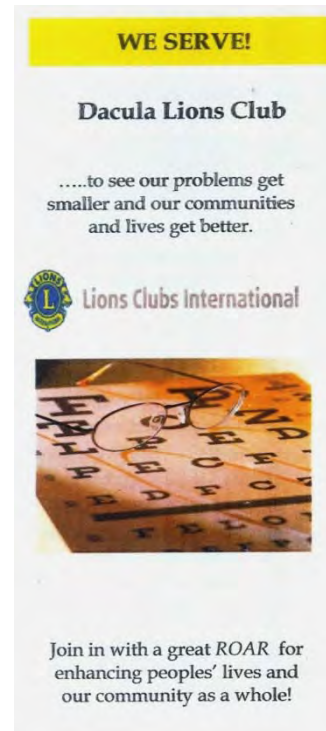 WE SERVE!
Dacula Lions Club
.....to see our problems get
smaller and our communities
and lives get better.
LIONS
L
Lions Clubs International
Join in with a great ROAR for
enhancing peoples' lives and
our community as a whole!